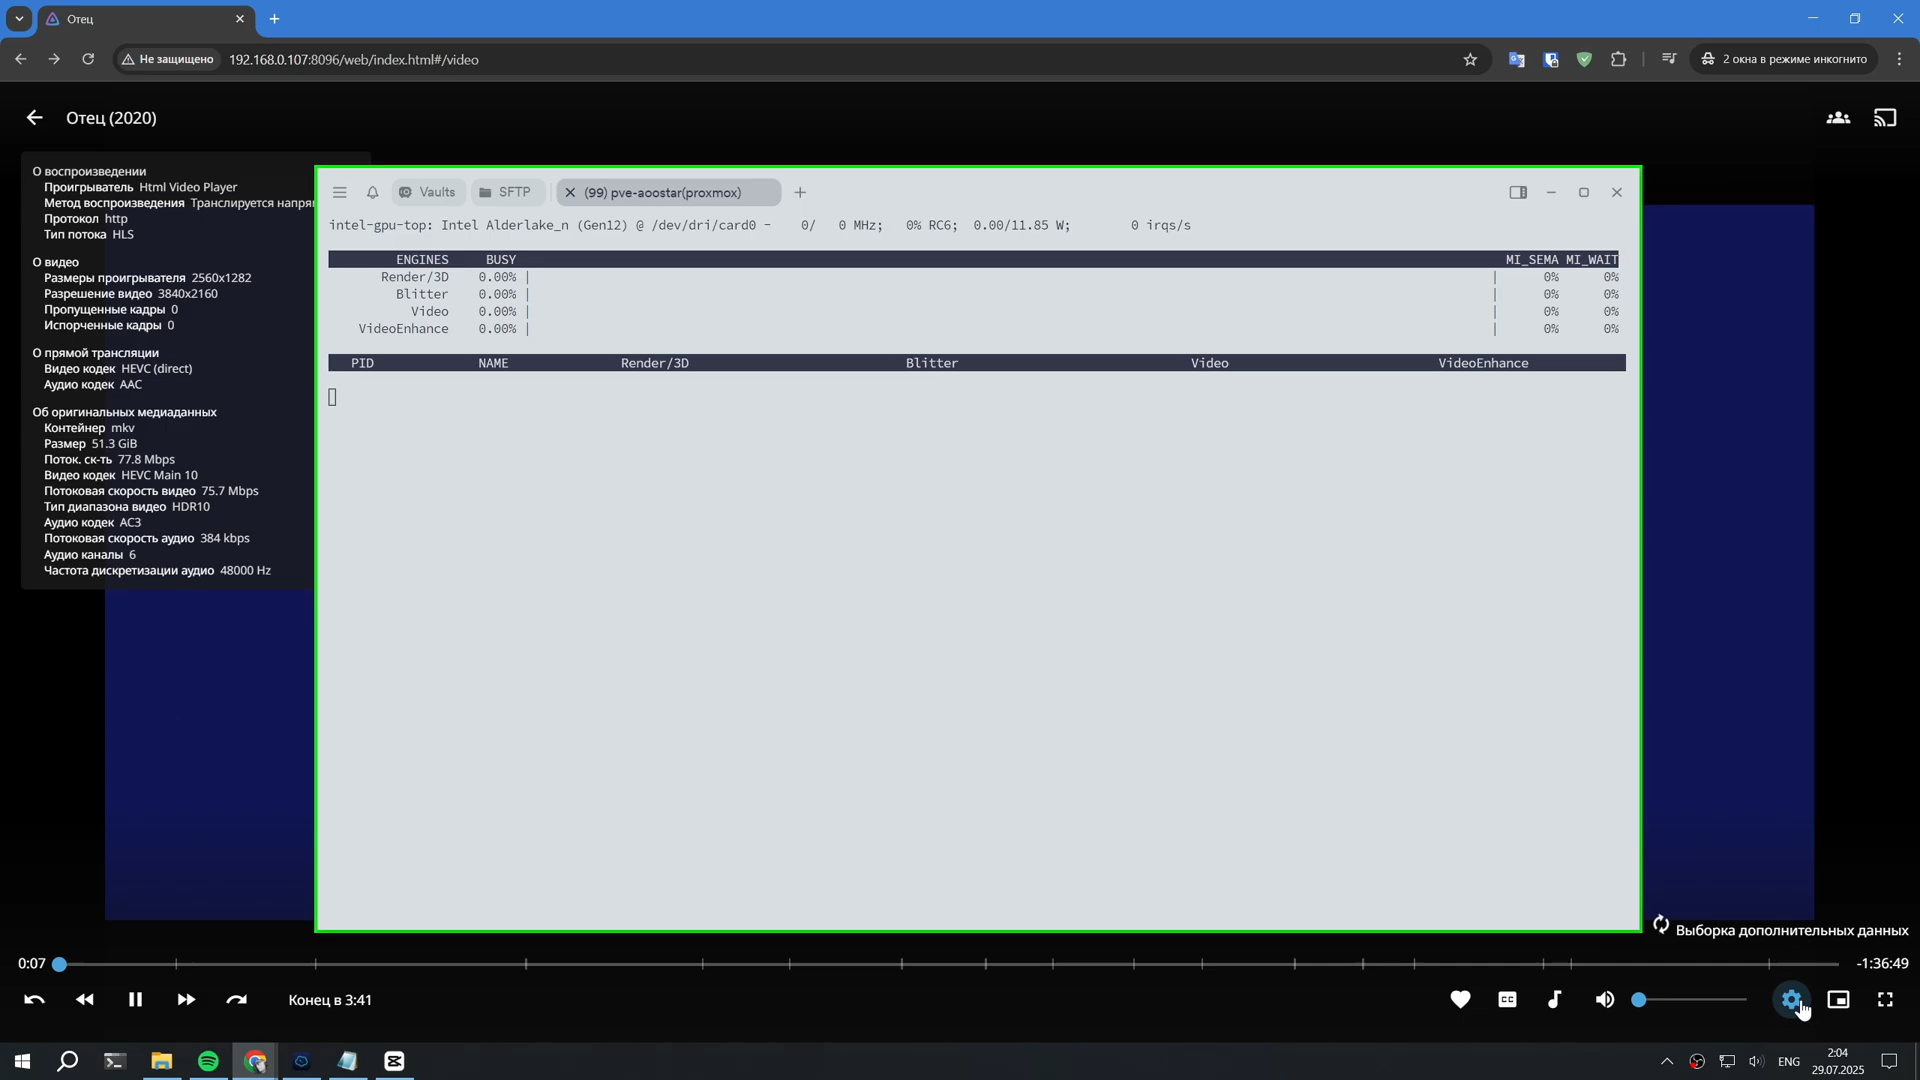 Отец
Не защищено
192.168.0.107:8096/web/index.html#/video
2 окна в режиме инкогнито
Отец (2020)
О воспроизведении
Проигрыватель Html Video Player
Метод воспроизведения Транслируется
Протокол http
Тип потока HLS
О видео
Размеры проигрывателя 2560x1282
Разрешение видео 3840x2160
Пропущенные кадры 0
Испорченные кадры 0
О прямой трансляции
Видео кодек HEVC (direct)
Аудио кодек AAC
Об оригинальных медиаданных
Контейнер mkv
Размер 51.3 GiB
Поток. ск-ть 77.8 Mbps
Видео кодек HEVC Main 10
Потоковая скорость видео 75.7 Mbps
Тип диапазона видео HDR10
Аудио кодек AC3
Потоковая скорость аудио 384 kbps
Аудио каналы 6
Частота дискретизации аудио 48000 Hz
Vaults SFTP (99) pve-aoostar(proxmox)
intel-gpu-top: Intel Alderlake_n (Gen12) @ /dev/dri/card0 - 0/ 0 MHz; 0% RC6; 0.00/11.85 W; 0 irqs/s
ENGINES BUSY MI_SEMA MI_WAIT
Render/3D 0.00% | | 0% 0%
Blitter 0.00% | | 0% 0%
Video 0.00% | | 0% 0%
VideoEnhance 0.00% | | 0% 0%
PID NAME Render/3D Blitter Video VideoEnhance
Выборка дополнительных данных
0:07 -1:36:49
Конец в 3:41
ENG
2:04
29.07.2025